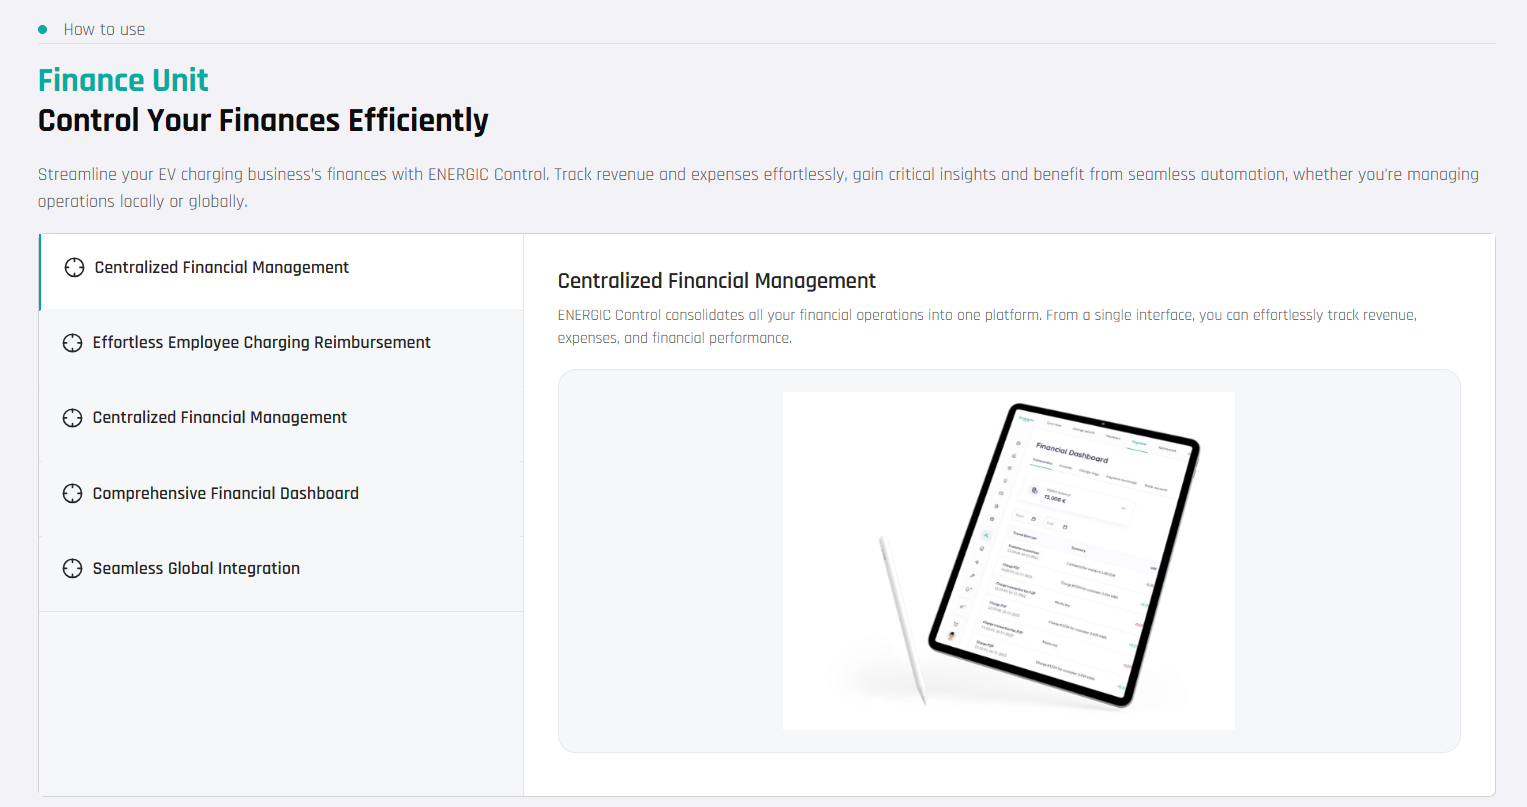 How to use
Finance Unit
Control Your Finances Efficiently
Streamline your EV charging business's finances with ENERGIC Control. Track revenue and expenses effortlessly, gain critical insights and benefit from seamless automation, whether you're managing
operations locally or globally.
Centralized Financial Management
Effortless Employee Charging Reimbursement
Centralized Financial Management
Comprehensive Financial Dashboard
Seamless Global Integration
Centralized Financial Management
ENERGIC Control consolidates all your financial operations into one platform. From a single interface, you can effortlessly track revenue,
expenses, and financial performance.
Financial Dashboard